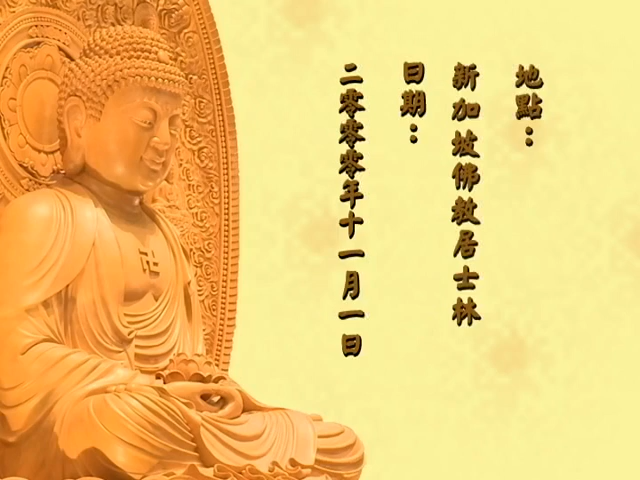 地點：
新加坡佛教居士林
日期：
二零零零年十一月一日